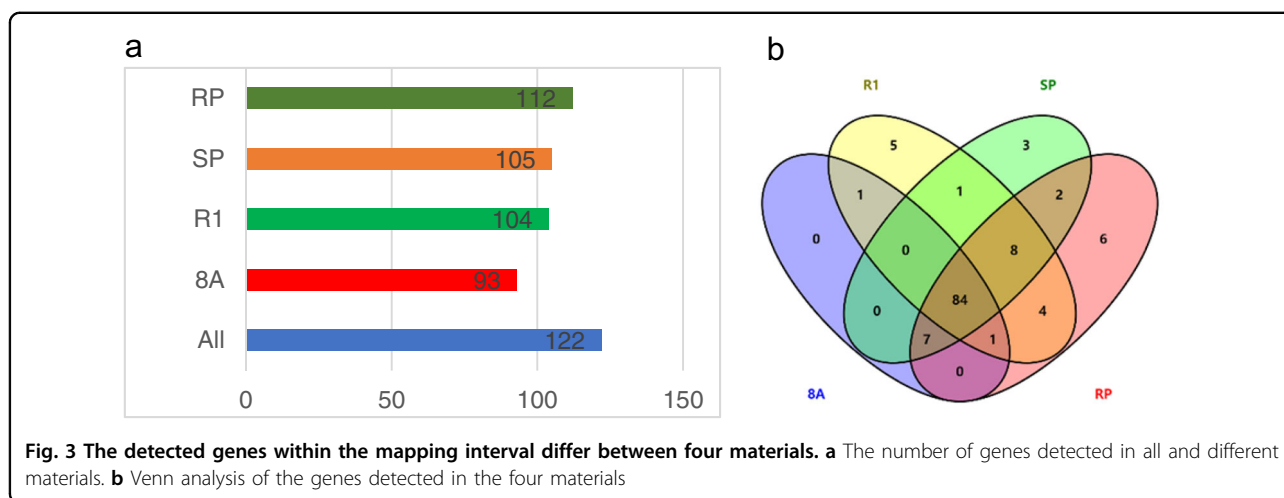 a
RP
112
SP
105
R1
104
8A
93
All
122
0 50 100 150
b
R1 SP
5 3
1 1 2
0 0 8 6
84
0 4
7 1
0
8A RP
Fig. 3 The detected genes within the mapping interval differ between four materials. a The number of genes detected in all and different
materials. b Venn analysis of the genes detected in the four materials